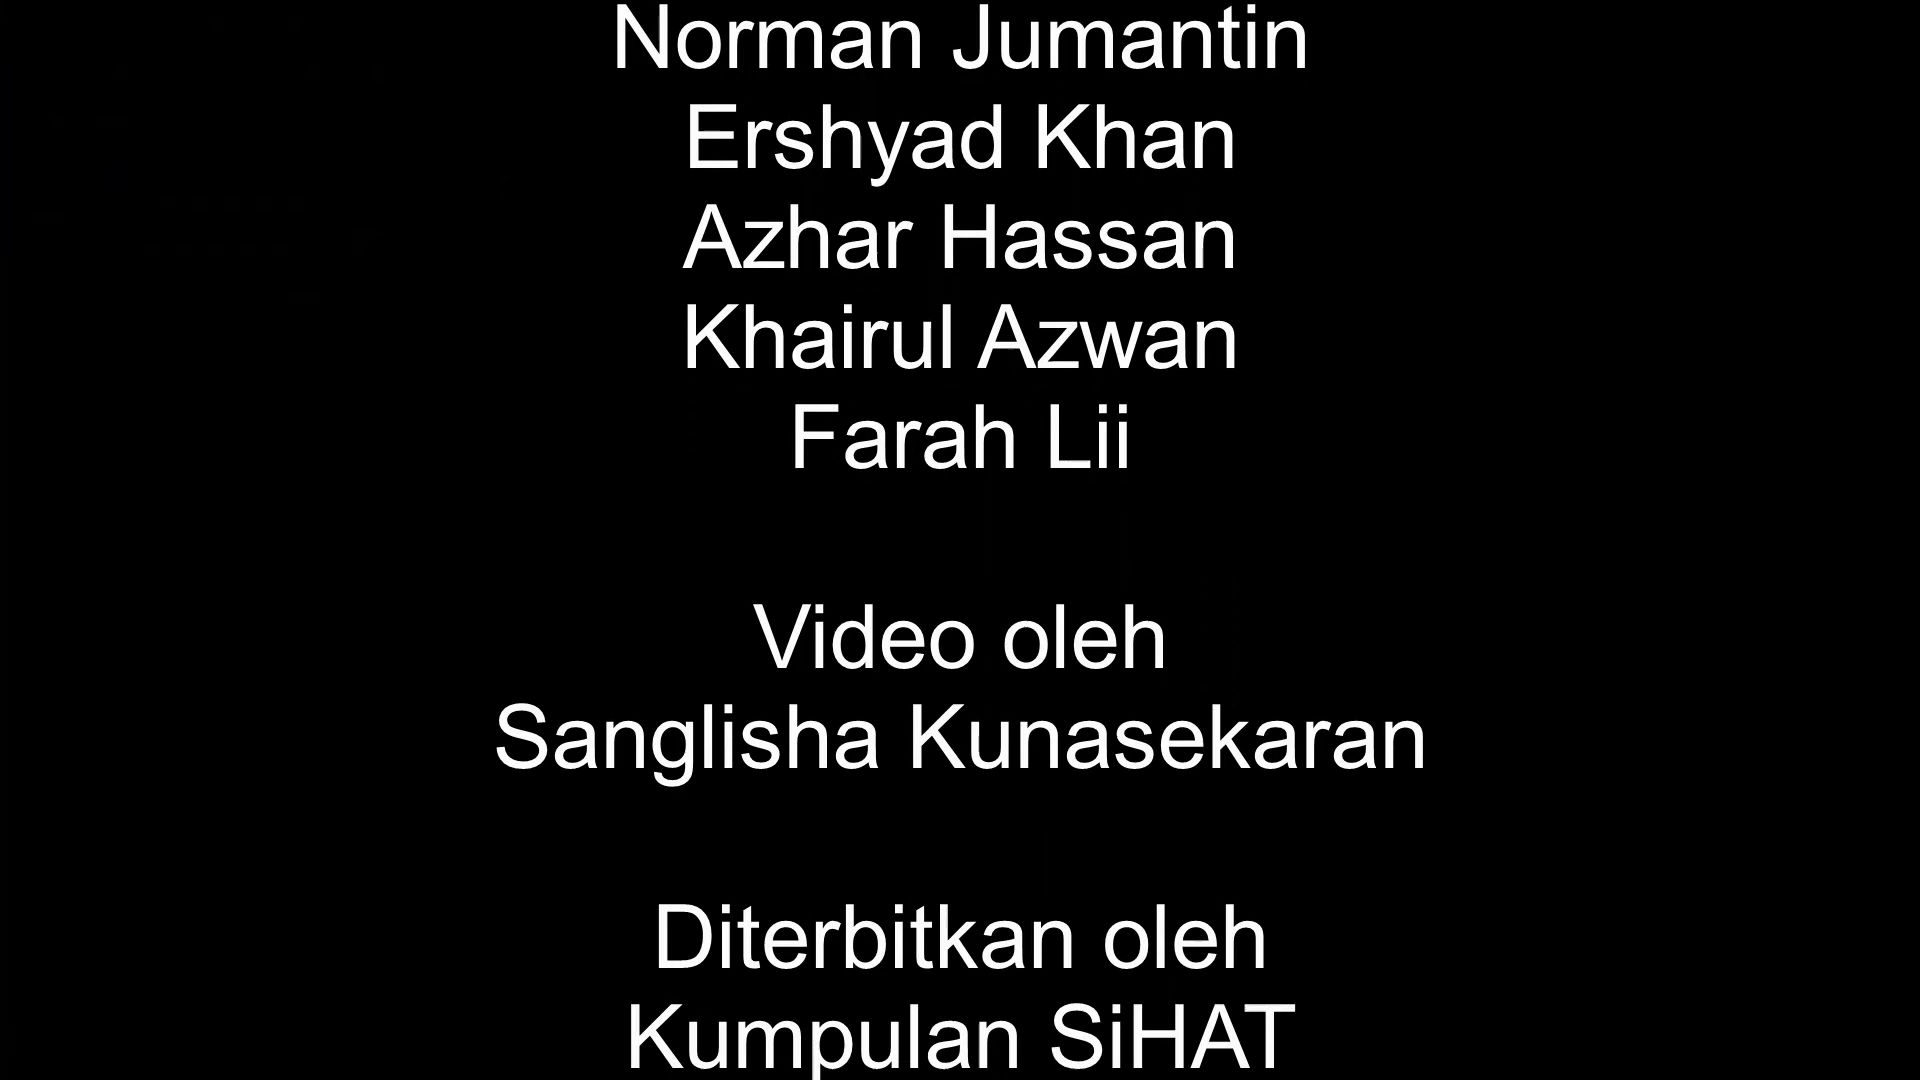 Norman Jumantin
Ershyad Khan
Azhar Hassan
Khairul Azwan
Farah Lii
Video oleh
Sanglisha Kunasekaran
Diterbitkan oleh
Kumpulan SiHAT